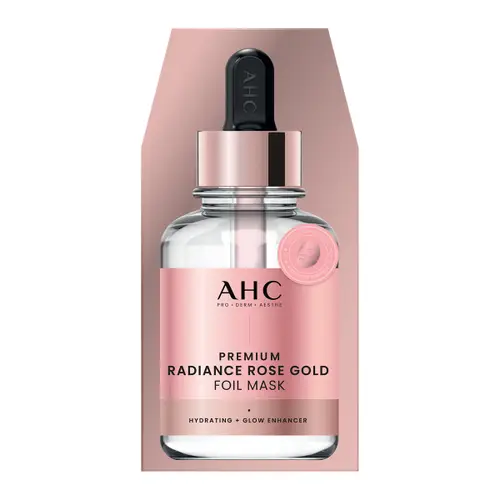 AHC
AHC
PRO • DERM • AESTHE
PREMIUM
RADIANCE ROSE GOLD
FOIL MASK
HYDRATING + GLOW ENHANCER